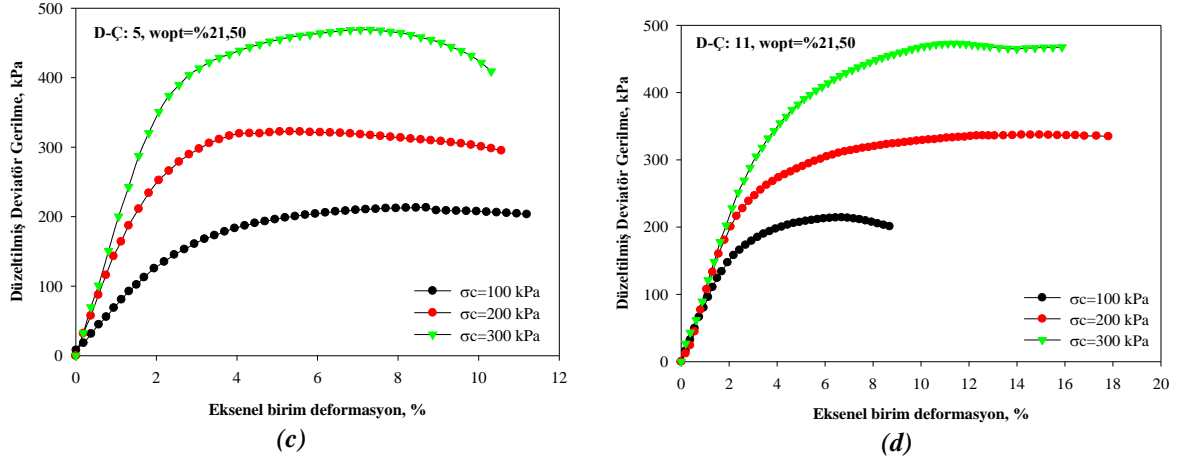 D-Ç: 5, wopt=%21,50
Düzeltilmiş Deviatör Gerilme, kPa
500
400
300
200
100
0
σc=100 kPa
σc=200 kPa
σc=300 kPa
0 2 4 6 8 10 12
Eksenel birim deformasyon, %
(c)
D-Ç: 11, wopt=%21,50
Düzeltilmiş Deviatör Gerilme, kPa
500
400
300
200
100
0
σc=100 kPa
σc=200 kPa
σc=300 kPa
0 2 4 6 8 10 12 14 16 18 20
Eksenel birim deformasyon, %
(d)